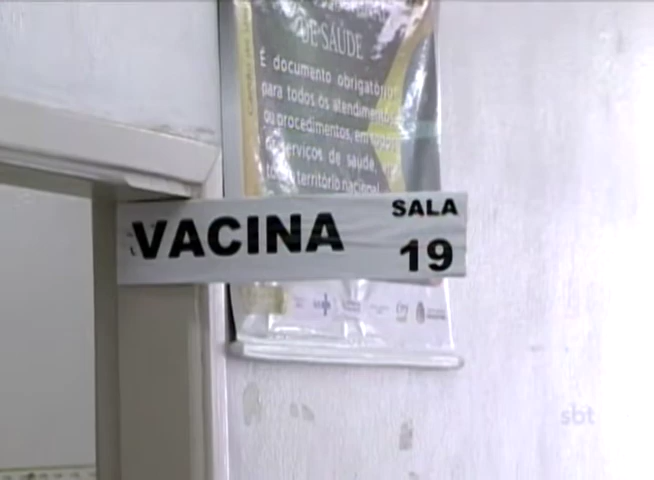 DE SAÚDE
É documento obrigatório
para todos os atendimentos
ou procedimentos, em todos
serviços de saúde,
território nacional
VACINA
SALA
19
sbt